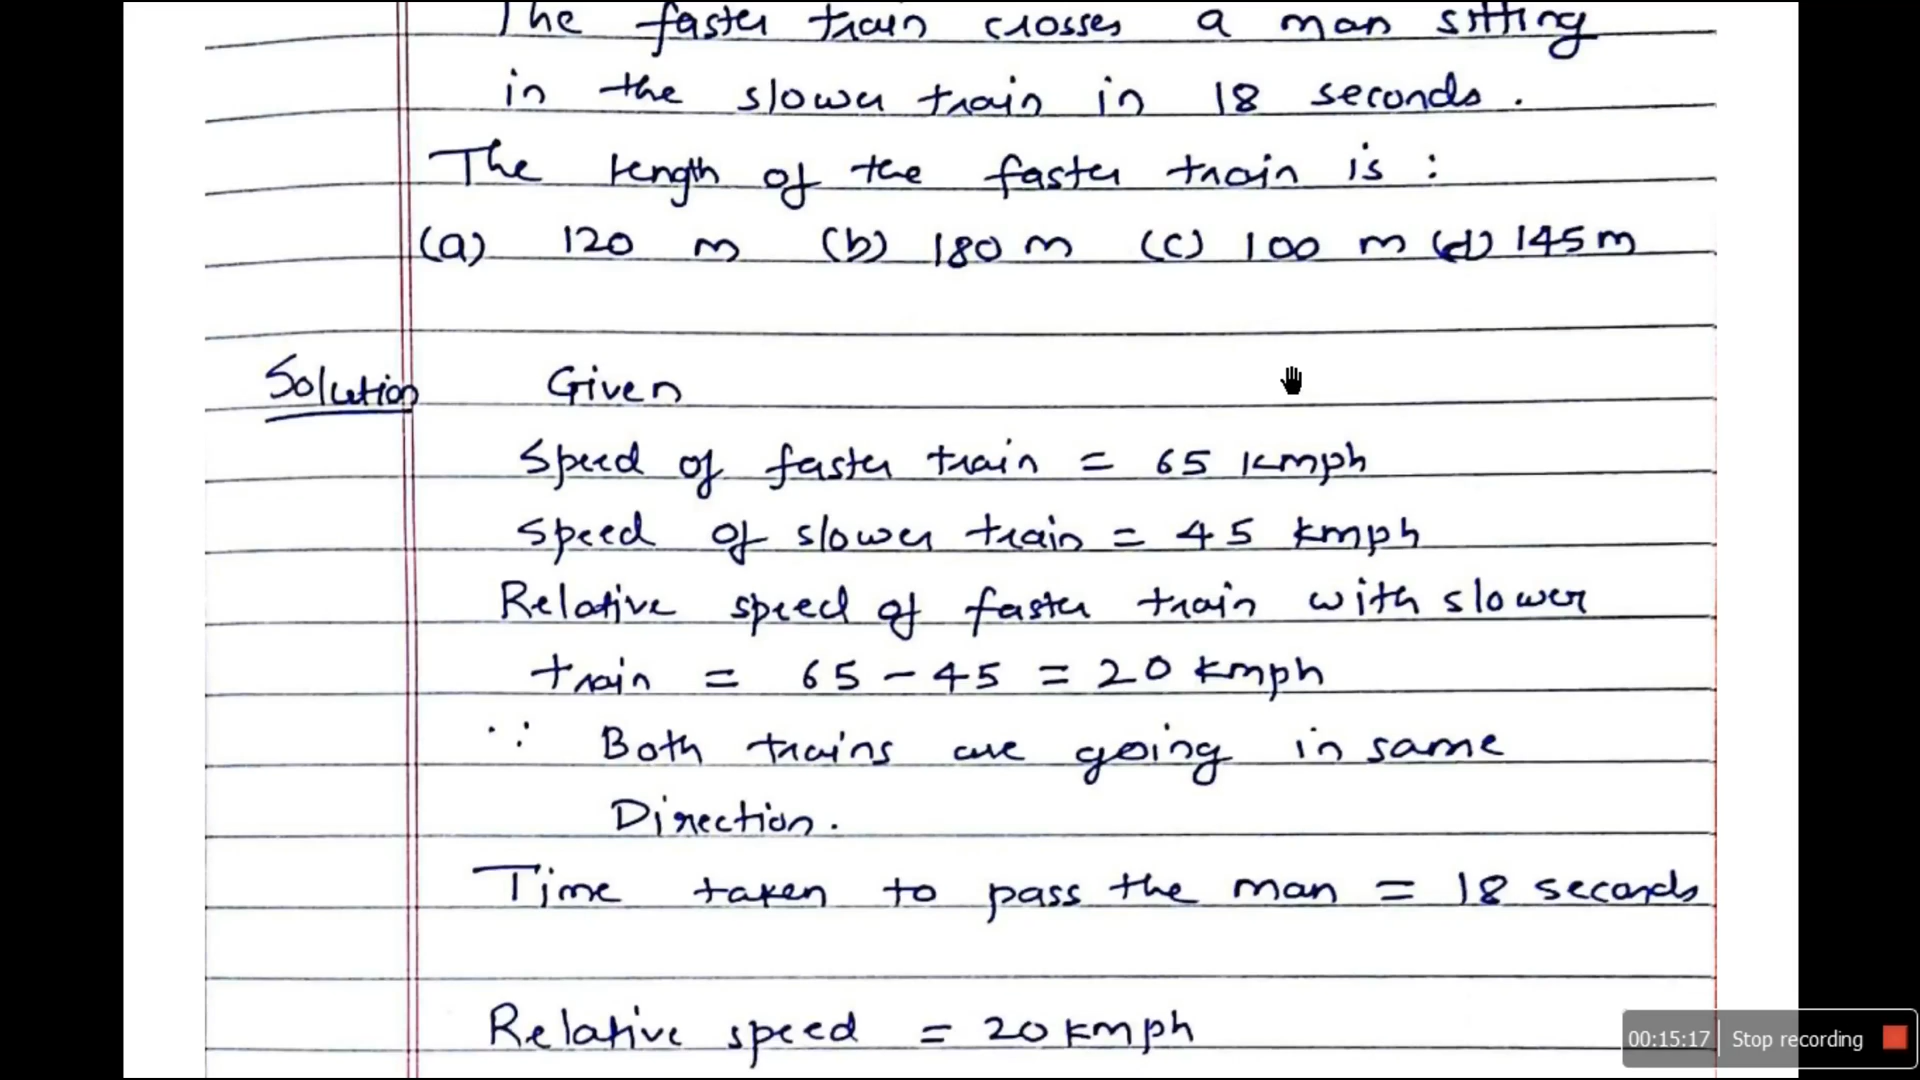 The faster train crosses a man sitting
in the slower train in 18 seconds.
The length of the faster train is :
(a) 120 m (b) 180 m (c) 100 m (d) 145 m
Solution Given
Speed of faster train = 65 kmph
Speed of slower train = 45 kmph
Relative speed of faster train with slower
train = 65 - 45 = 20 kmph
∵ Both trains are going in same
Direction.
Time taken to pass the man = 18 seconds
Relative speed = 20 kmph
00:15:17 | Stop recording